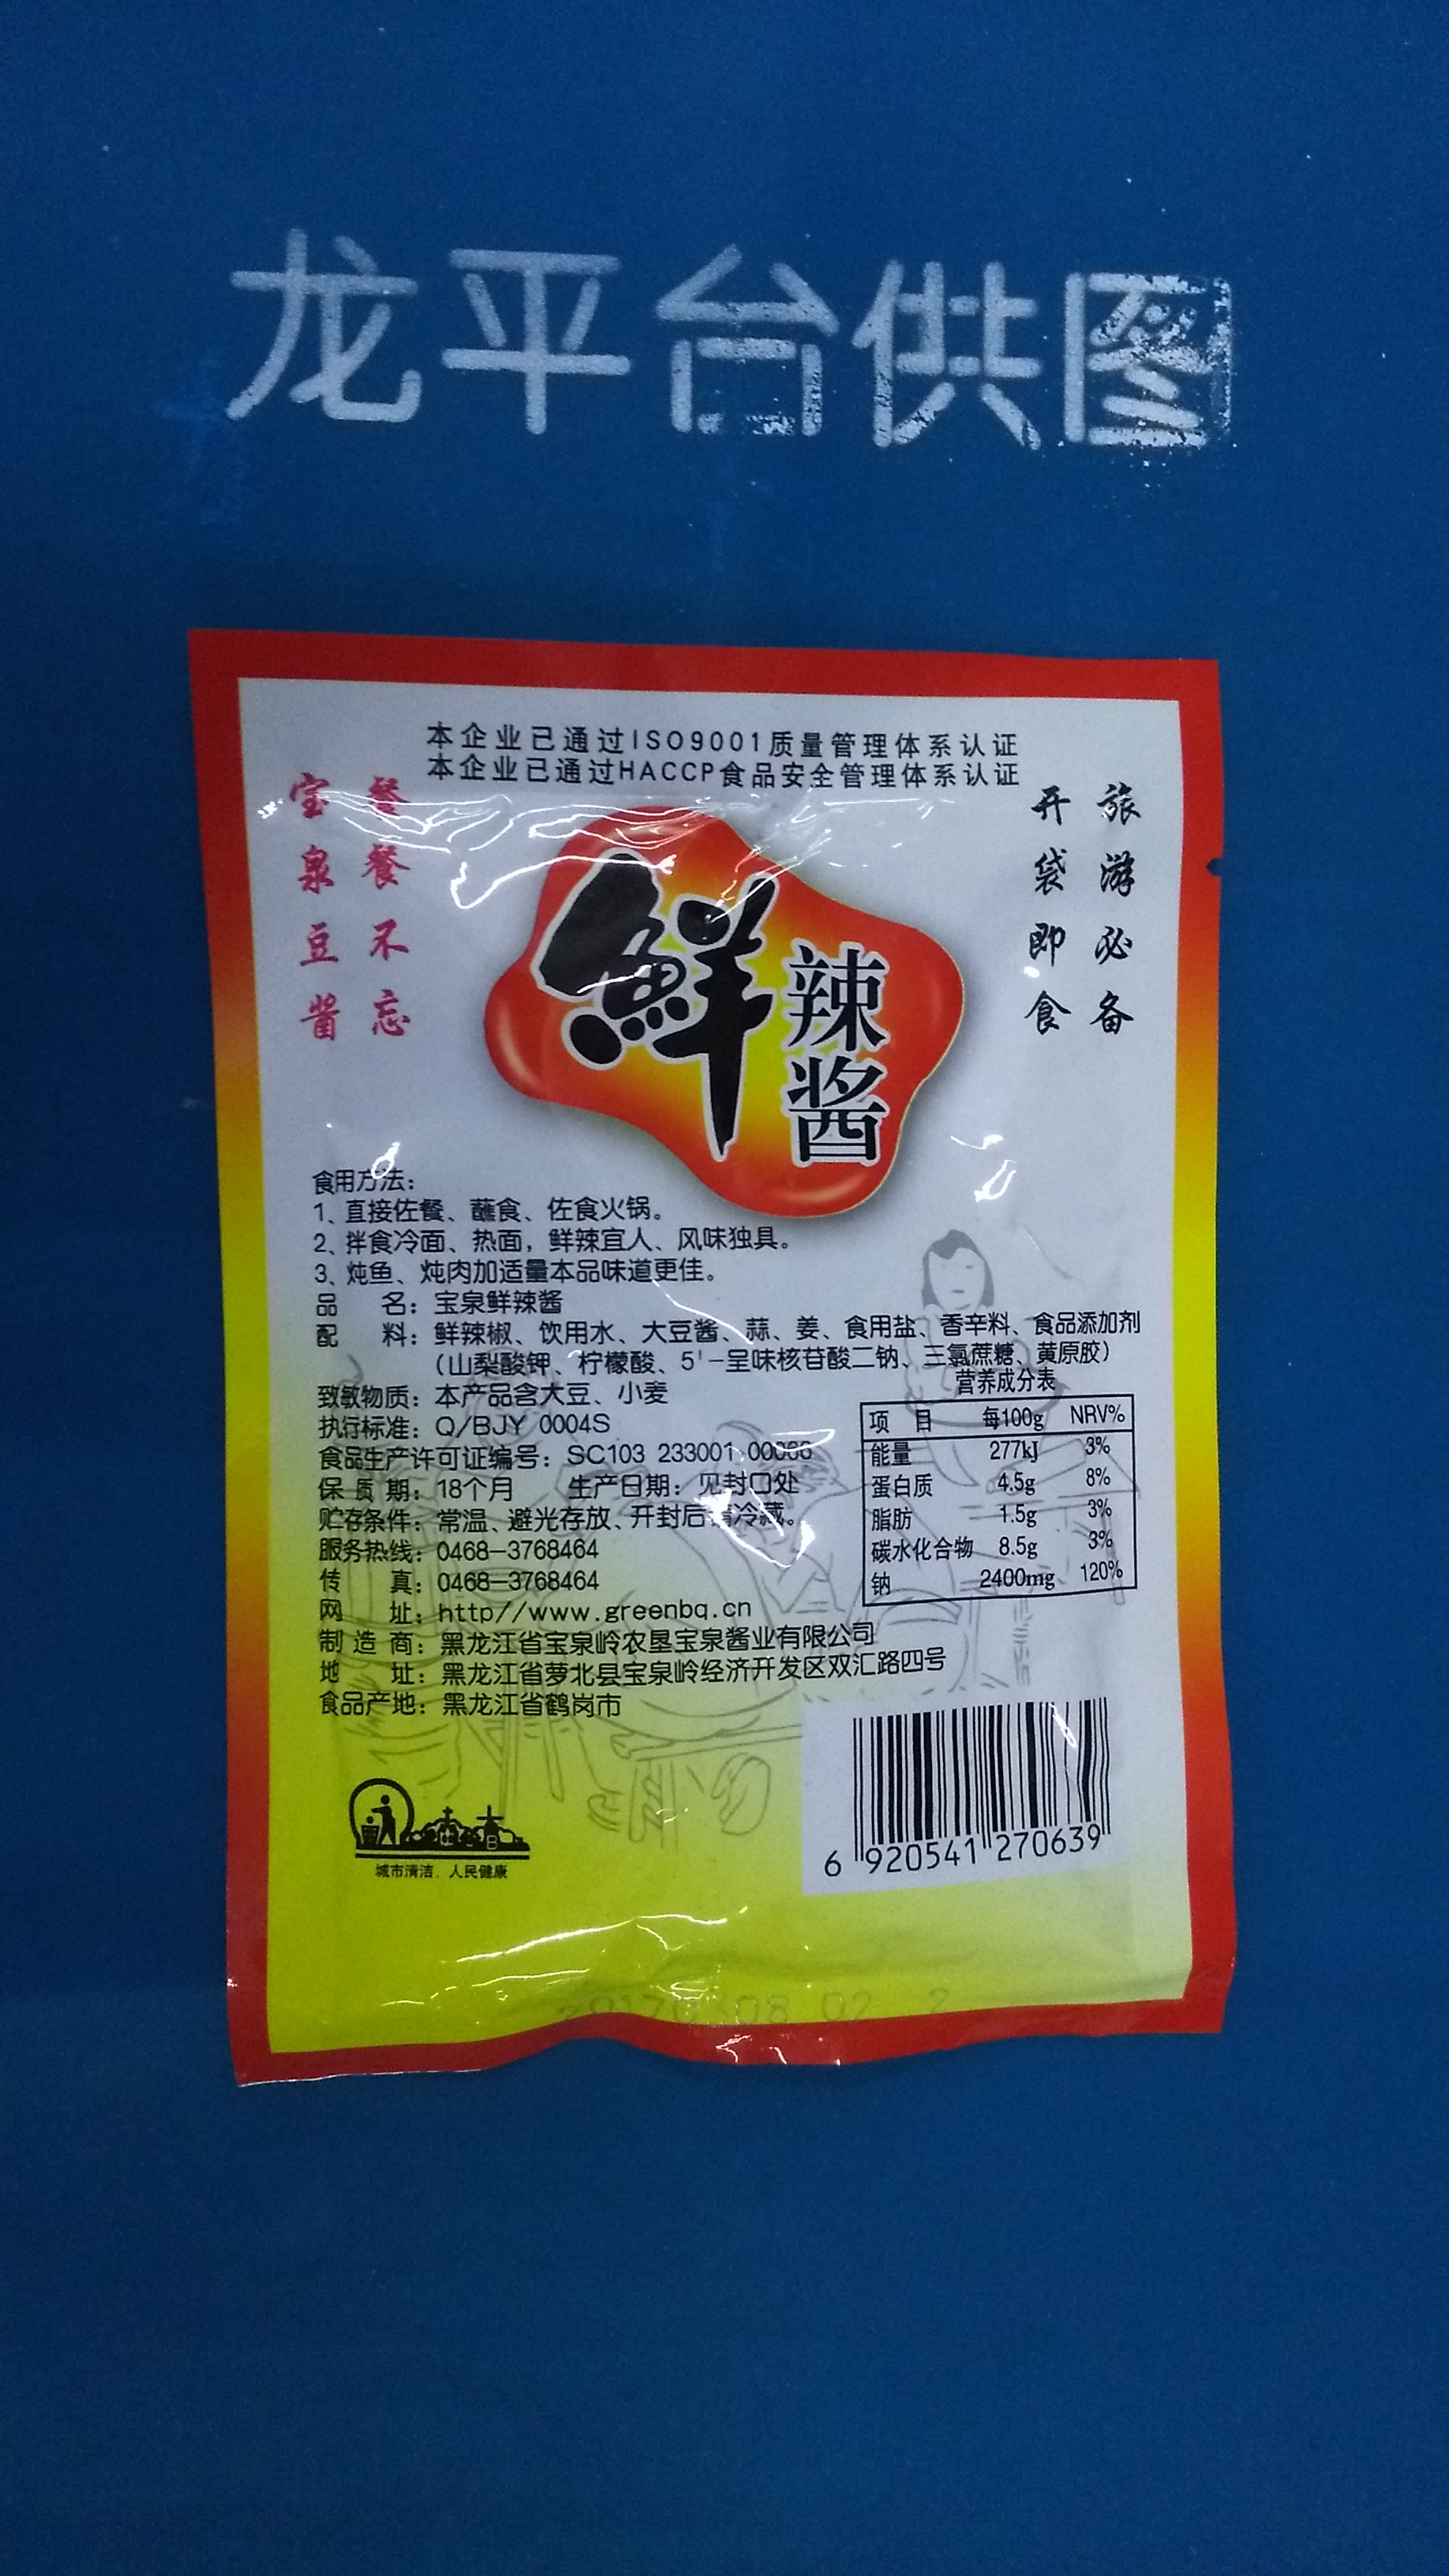 龙平台供图
本企业已通过ISO9001质量管理体系认证
本企业已通过HACCP食品安全管理体系认证
宝泉豆酱
餐餐不忘
开袋即食
旅游必备
鲜
辣酱
食用方法：
1、直接佐餐、蘸食、佐食火锅。
2、拌食冷面、热面，鲜辣宜人、风味独具。
3、炖鱼、炖肉加适量本品味道更佳。
品 名：宝泉鲜辣酱
配 料：鲜辣椒、饮用水、大豆酱、蒜、姜、食用盐、香辛料、食品添加剂
（山梨酸钾、柠檬酸、5'-呈味核苷酸二钠、三氯蔗糖、黄原胶）
致敏物质：本产品含大豆、小麦
执行标准：Q/BJY 0004S
食品生产许可证编号：SC103 233001
保 质 期：18个月 生产日期：见封口处
贮存条件：常温、避光存放、开封后请冷藏。
服务热线：0468—3768464
传 真：0468—3768464
网 址：http//www.greenbq.cn
制 造 商：黑龙江省宝泉岭农垦宝泉酱业有限公司
地 址：黑龙江省萝北县宝泉岭经济开发区双汇路四号
食品产地：黑龙江省鹤岗市
营养成分表
项 目 每100g NRV%
能量 277kJ 3%
蛋白质 4.5g 8%
脂肪 1.5g 3%
碳水化合物 8.5g 3%
钠 2400mg 120%
城市清洁．人民健康
6 920541 270639